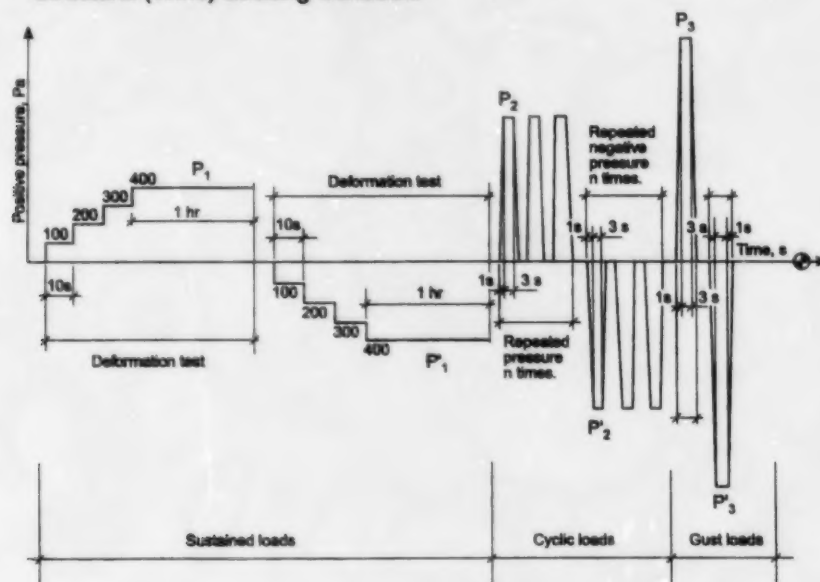 Positive pressure, Pa
P3
P2
Repeated
negative
pressure
n times.
400
P1
300
200
100
1 hr
10s
Deformation test
Deformation test
10s
100
200
300
400
1 hr
P'1
1s
3 s
Repeated
pressure
n times.
1s
3 s
P'2
3 s
1s
Time, s
1s
3 s
P'3
Sustained loads
Cyclic loads
Gust loads